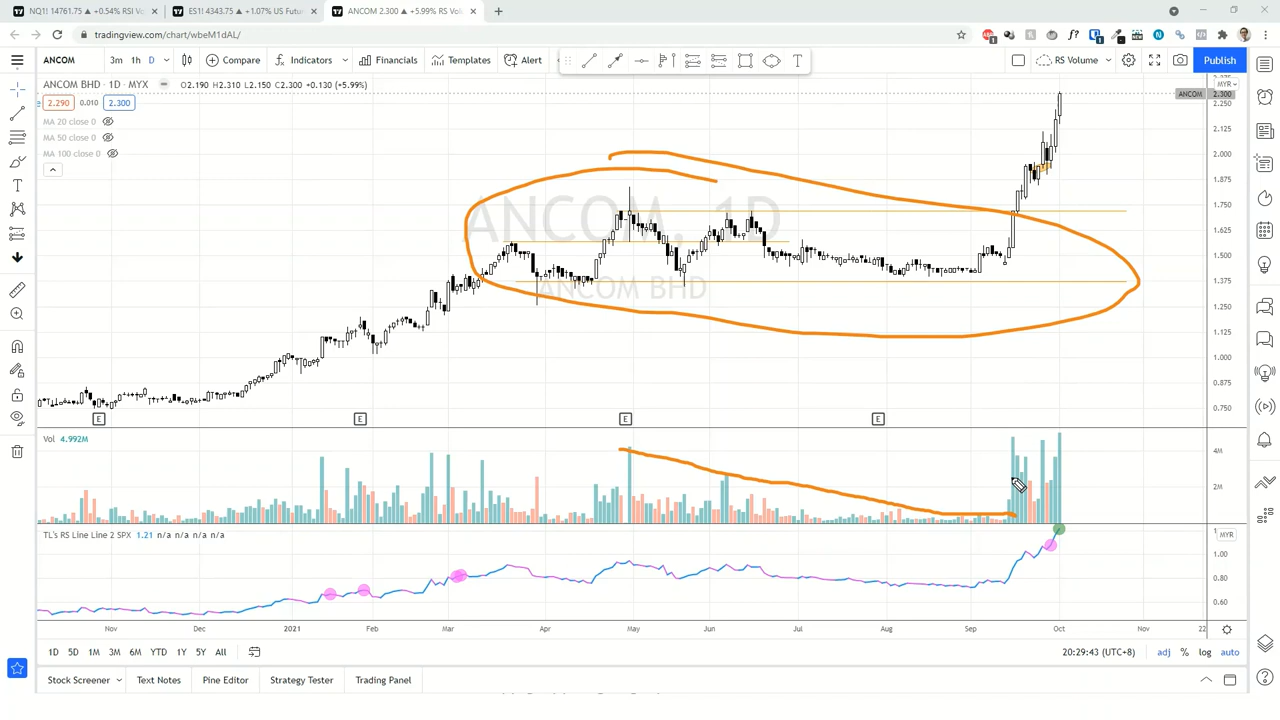 NQ1! 14761.75 ▲ +0.54% RSI V
ES1! 4343.75 ▲ +1.07% US Futur
ANCOM 2.300 ▲ +5.99% RS Vol
tradingview.com/chart/wbeM1dAL/
ANCOM 3m 1h D Compare Indicators Financials Templates Alert RS Volume Publish
ANCOM BHD · 1D · MYX O2.190 H2.310 L2.150 C2.300 +0.130 (+5.99%)
MYR
2.290 0.010 2.300
ANCOM 2.300
2.250
MA 20 close 0
MA 50 close 0
MA 100 close 0
2.125
2.000
1.875
1.750
ANCOM, 1D
1.625
1.500
1.375
ANCOM BHD
1.250
1.125
1.000
0.875
0.750
E E E E
Vol 4.992M
4M
2M
TL's RS Line Line 2 SPX 1.21 n/a n/a n/a n/a
MYR
1.00
0.80
0.60
Nov Dec 2021 Feb Mar Apr May Jun Jul Aug Sep Oct Nov 22
1D 5D 1M 3M 6M YTD 1Y 5Y All
20:29:43 (UTC+8) adj % log auto
Stock Screener Text Notes Pine Editor Strategy Tester Trading Panel